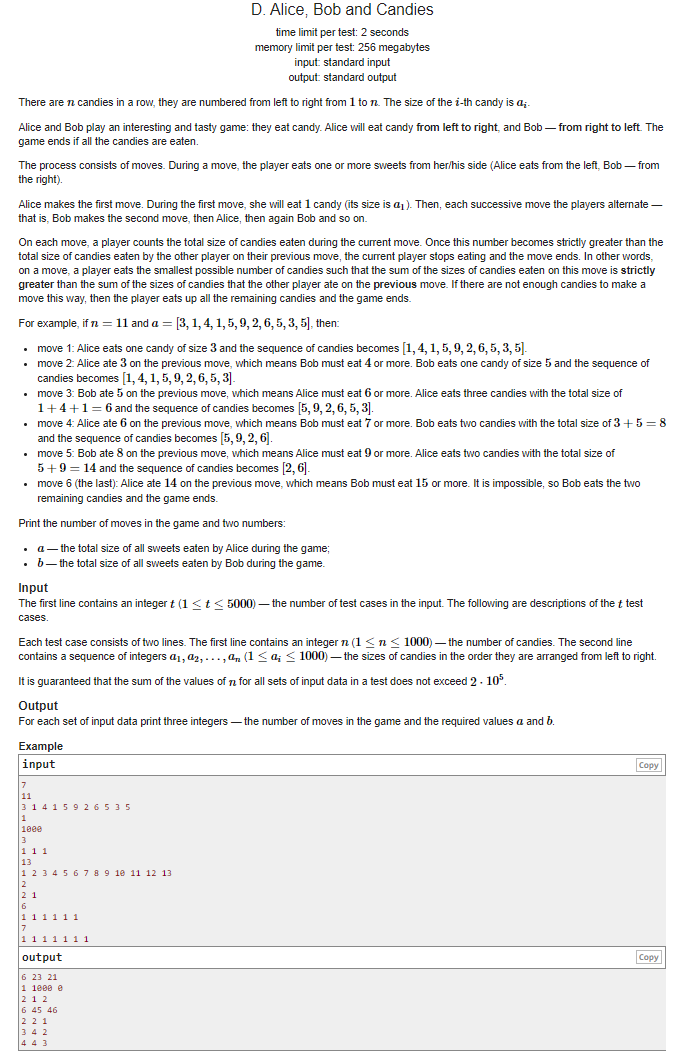 D. Alice, Bob and Candies
time limit per test: 2 seconds
memory limit per test: 256 megabytes
input: standard input
output: standard output
There are n candies in a row, they are numbered from left to right from 1 to n. The size of the i-th candy is a_i.
Alice and Bob play an interesting and tasty game: they eat candy. Alice will eat candy from left to right, and Bob — from right to left. The
game ends if all the candies are eaten.
The process consists of moves. During a move, the player eats one or more sweets from her/his side (Alice eats from the left, Bob — from
the right).
Alice makes the first move. During the first move, she will eat 1 candy (its size is a_1). Then, each successive move the players alternate —
that is, Bob makes the second move, then Alice, then again Bob and so on.
On each move, a player counts the total size of candies eaten during the current move. Once this number becomes strictly greater than the
total size of candies eaten by the other player on their previous move, the current player stops eating and the move ends. In other words,
on a move, a player eats the smallest possible number of candies such that the sum of the sizes of candies eaten on this move is strictly
greater than the sum of the sizes of candies that the other player ate on the previous move. If there are not enough candies to make a
move this way, then the player eats up all the remaining candies and the game ends.
For example, if n = 11 and a = [3, 1, 4, 1, 5, 9, 2, 6, 5, 3, 5], then:
• move 1: Alice eats one candy of size 3 and the sequence of candies becomes [1, 4, 1, 5, 9, 2, 6, 5, 3, 5].
• move 2: Alice ate 3 on the previous move, which means Bob must eat 4 or more. Bob eats one candy of size 5 and the sequence of
candies becomes [1, 4, 1, 5, 9, 2, 6, 5, 3].
• move 3: Bob ate 5 on the previous move, which means Alice must eat 6 or more. Alice eats three candies with the total size of
1 + 4 + 1 = 6 and the sequence of candies becomes [5, 9, 2, 6, 5, 3].
• move 4: Alice ate 6 on the previous move, which means Bob must eat 7 or more. Bob eats two candies with the total size of 3 + 5 = 8
and the sequence of candies becomes [5, 9, 2, 6].
• move 5: Bob ate 8 on the previous move, which means Alice must eat 9 or more. Alice eats two candies with the total size of
5 + 9 = 14 and the sequence of candies becomes [2, 6].
• move 6 (the last): Alice ate 14 on the previous move, which means Bob must eat 15 or more. It is impossible, so Bob eats the two
remaining candies and the game ends.
Print the number of moves in the game and two numbers:
• a — the total size of all sweets eaten by Alice during the game;
• b — the total size of all sweets eaten by Bob during the game.
Input
The first line contains an integer t (1 ≤ t ≤ 5000) — the number of test cases in the input. The following are descriptions of the t test
cases.
Each test case consists of two lines. The first line contains an integer n (1 ≤ n ≤ 1000) — the number of candies. The second line
contains a sequence of integers a_1, a_2, …, a_n (1 ≤ a_i ≤ 1000) — the sizes of candies in the order they are arranged from left to right.
It is guaranteed that the sum of the values of n for all sets of input data in a test does not exceed 2 · 10^5.
Output
For each set of input data print three integers — the number of moves in the game and the required values a and b.
Example
input
Copy
7
11
3 1 4 1 5 9 2 6 5 3 5
1
1000
3
1 1 1
13
1 2 3 4 5 6 7 8 9 10 11 12 13
2
2 1
6
1 1 1 1 1 1
7
1 1 1 1 1 1 1
output
Copy
6 23 21
1 1000 0
2 1 2
6 45 46
2 2 1
3 4 2
4 4 3